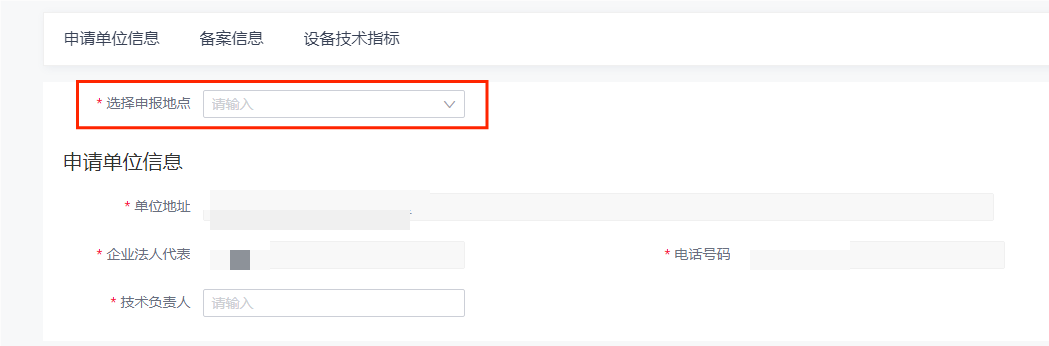 申请单位信息 备案信息 设备技术指标
* 选择申报地点 请输入
申请单位信息
* 单位地址
* 企业法人代表 * 电话号码
* 技术负责人 请输入